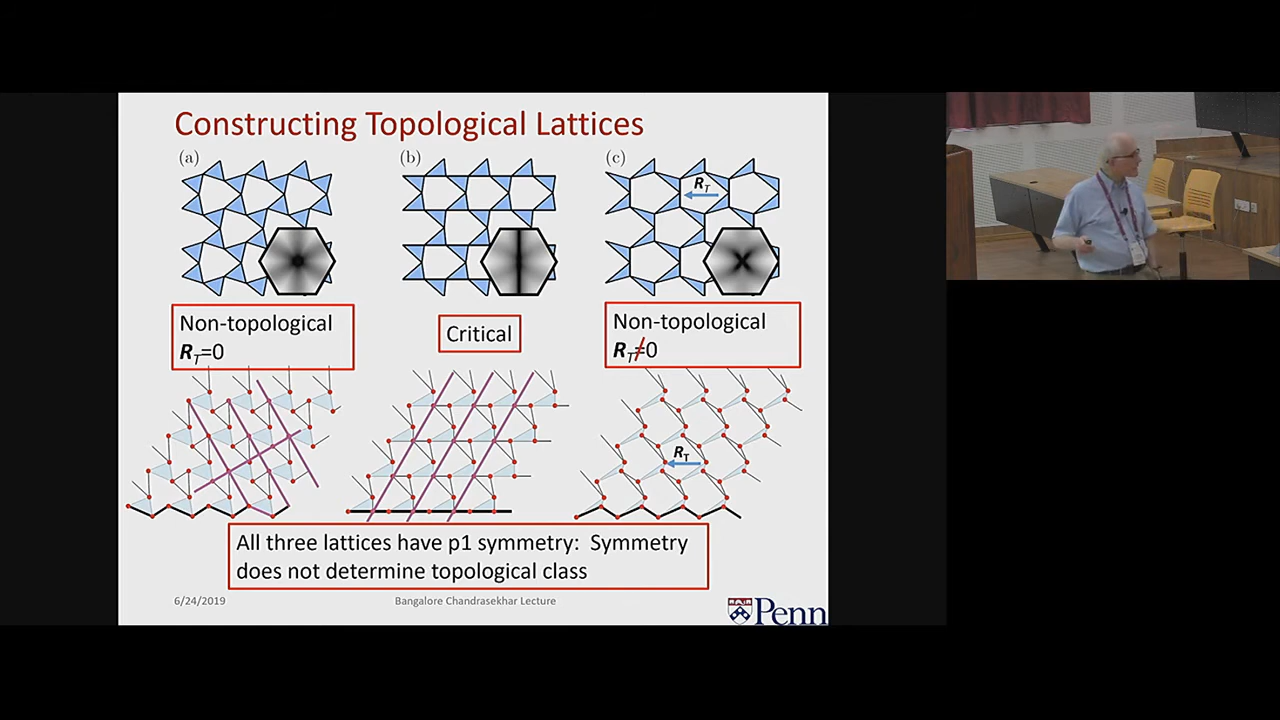 Constructing Topological Lattices
(a)
(b)
(c)
R_T
Non-topological
R_T=0
Critical
Non-topological
R_T≠0
R_T
All three lattices have p1 symmetry: Symmetry
does not determine topological class
6/24/2019
Bangalore Chandrasekhar Lecture
Penn